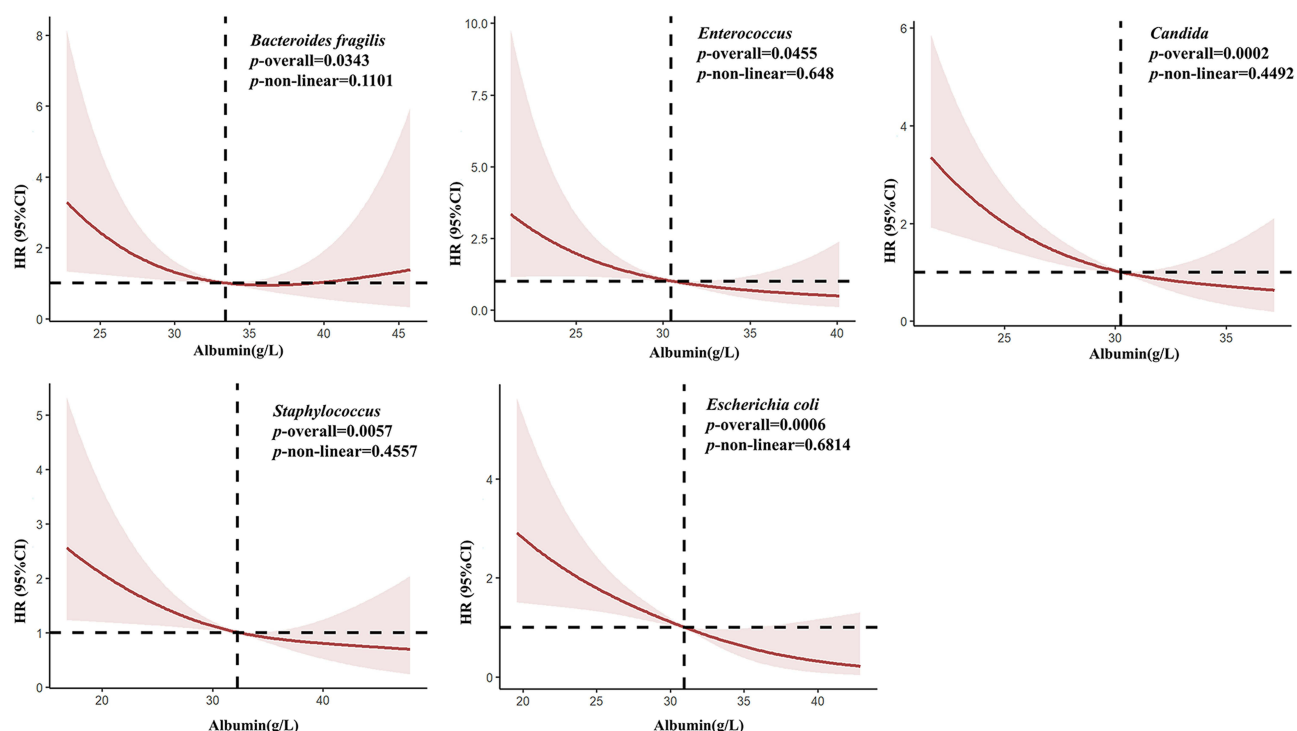 Bacteroides fragilis
p-overall=0.0343
p-non-linear=0.1101
HR (95%CI)
8
6
4
2
0
25
30
35
40
45
Albumin(g/L)
Enterococcus
p-overall=0.0455
p-non-linear=0.648
HR (95%CI)
10.0
7.5
5.0
2.5
0.0
25
30
35
40
Albumin(g/L)
Candida
p-overall=0.0002
p-non-linear=0.4492
HR (95%CI)
6
4
2
0
25
30
35
Albumin(g/L)
Staphylococcus
p-overall=0.0057
p-non-linear=0.4557
HR (95%CI)
5
4
3
2
1
0
20
30
40
Albumin(g/L)
Escherichia coli
p-overall=0.0006
p-non-linear=0.6814
HR (95%CI)
4
2
0
20
25
30
35
40
Albumin(g/L)